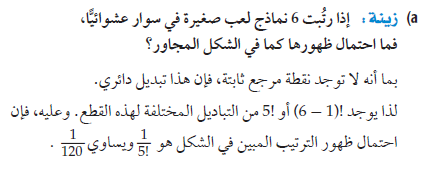 (a زينة: إذا رتُبت 6 نماذج لعب صغيرة في سوار عشوائيًّا،
فما احتمال ظهورها كما في الشكل المجاور؟
بما أنه لا توجد نقطة مرجع ثابتة، فإن هذا تبديل دائري.
لذا يوجد !(1 − 6) أو !5 من التباديل المختلفة لهذه القطع. وعليه، فإن
احتمال ظهور الترتيب المبين في الشكل هو 1/5! ويساوي 1/120 .